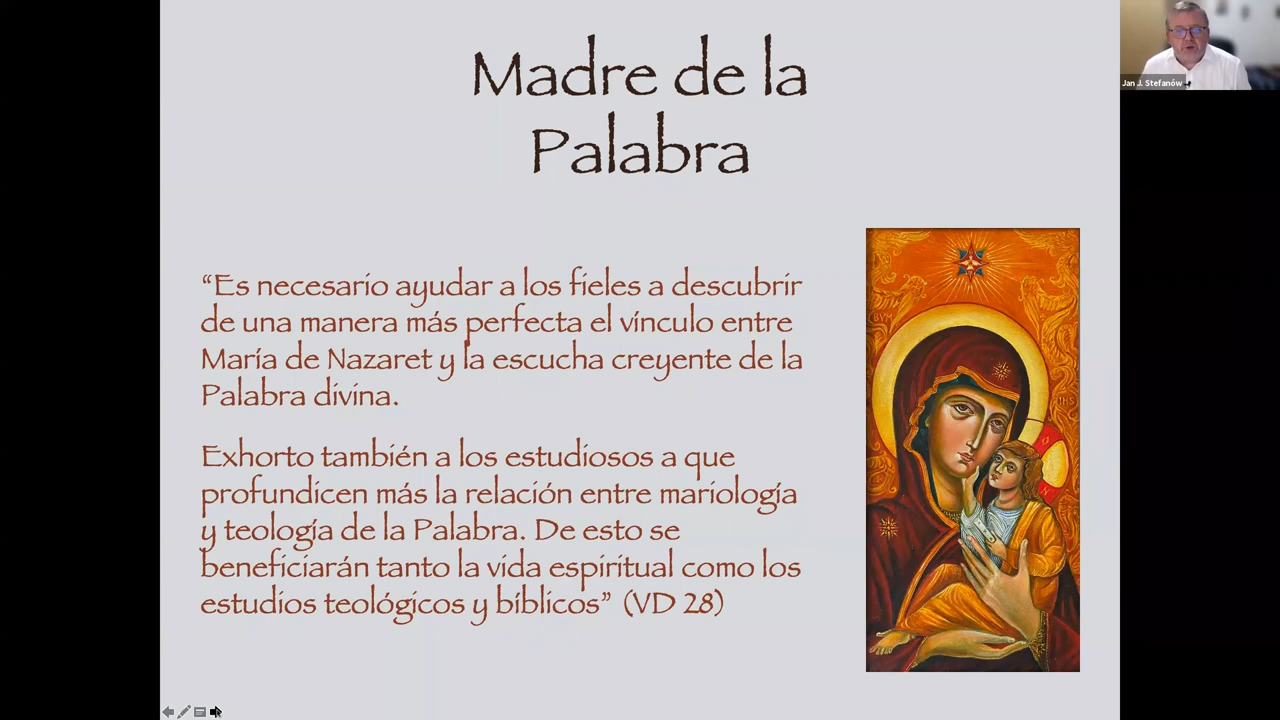 Madre de la
Palabra
“Es necesario ayudar a los fieles a descubrir
de una manera más perfecta el vínculo entre
María de Nazaret y la escucha creyente de la
Palabra divina.
Exhorto también a los estudiosos a que
profundicen más la relación entre mariología
y teología de la Palabra. De esto se
beneficiarán tanto la vida espiritual como los
estudios teológicos y bíblicos” (VD 28)
BVM
IHS
Jan J. Stefanów